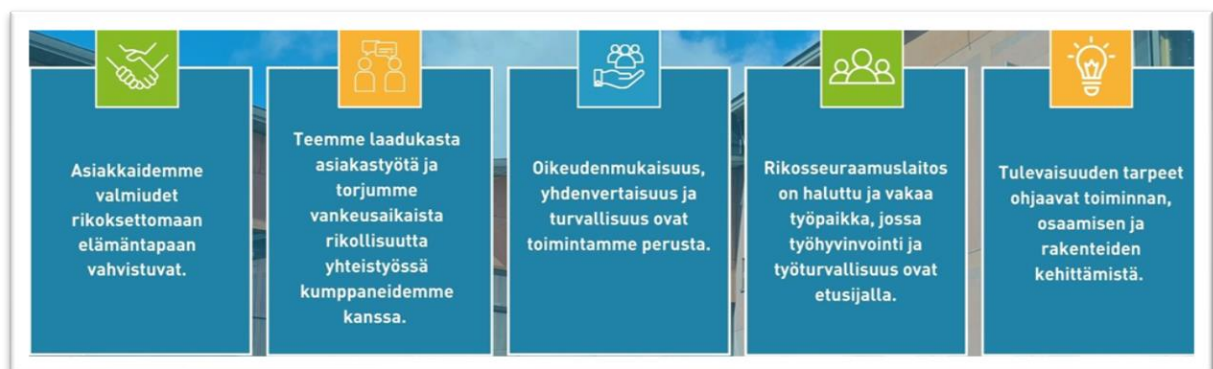 Asiakkaidemme
valmiudet
rikoksettomaan
elämäntapaan
vahvistuvat.
Teemme laadukasta
asiakastyötä ja
torjumme
vankeusaikaista
rikollisuutta
yhteistyössä
kumppaneidemme
kanssa.
Oikeudenmukaisuus,
yhdenvertaisuus ja
turvallisuus ovat
toimintamme perusta.
Rikosseuraamuslaitos
on haluttu ja vakaa
työpaikka, jossa
työhyvinvointi ja
työturvallisuus ovat
etusijalla.
Tulevaisuuden tarpeet
ohjaavat toiminnan,
osaamisen ja
rakenteiden
kehittämistä.